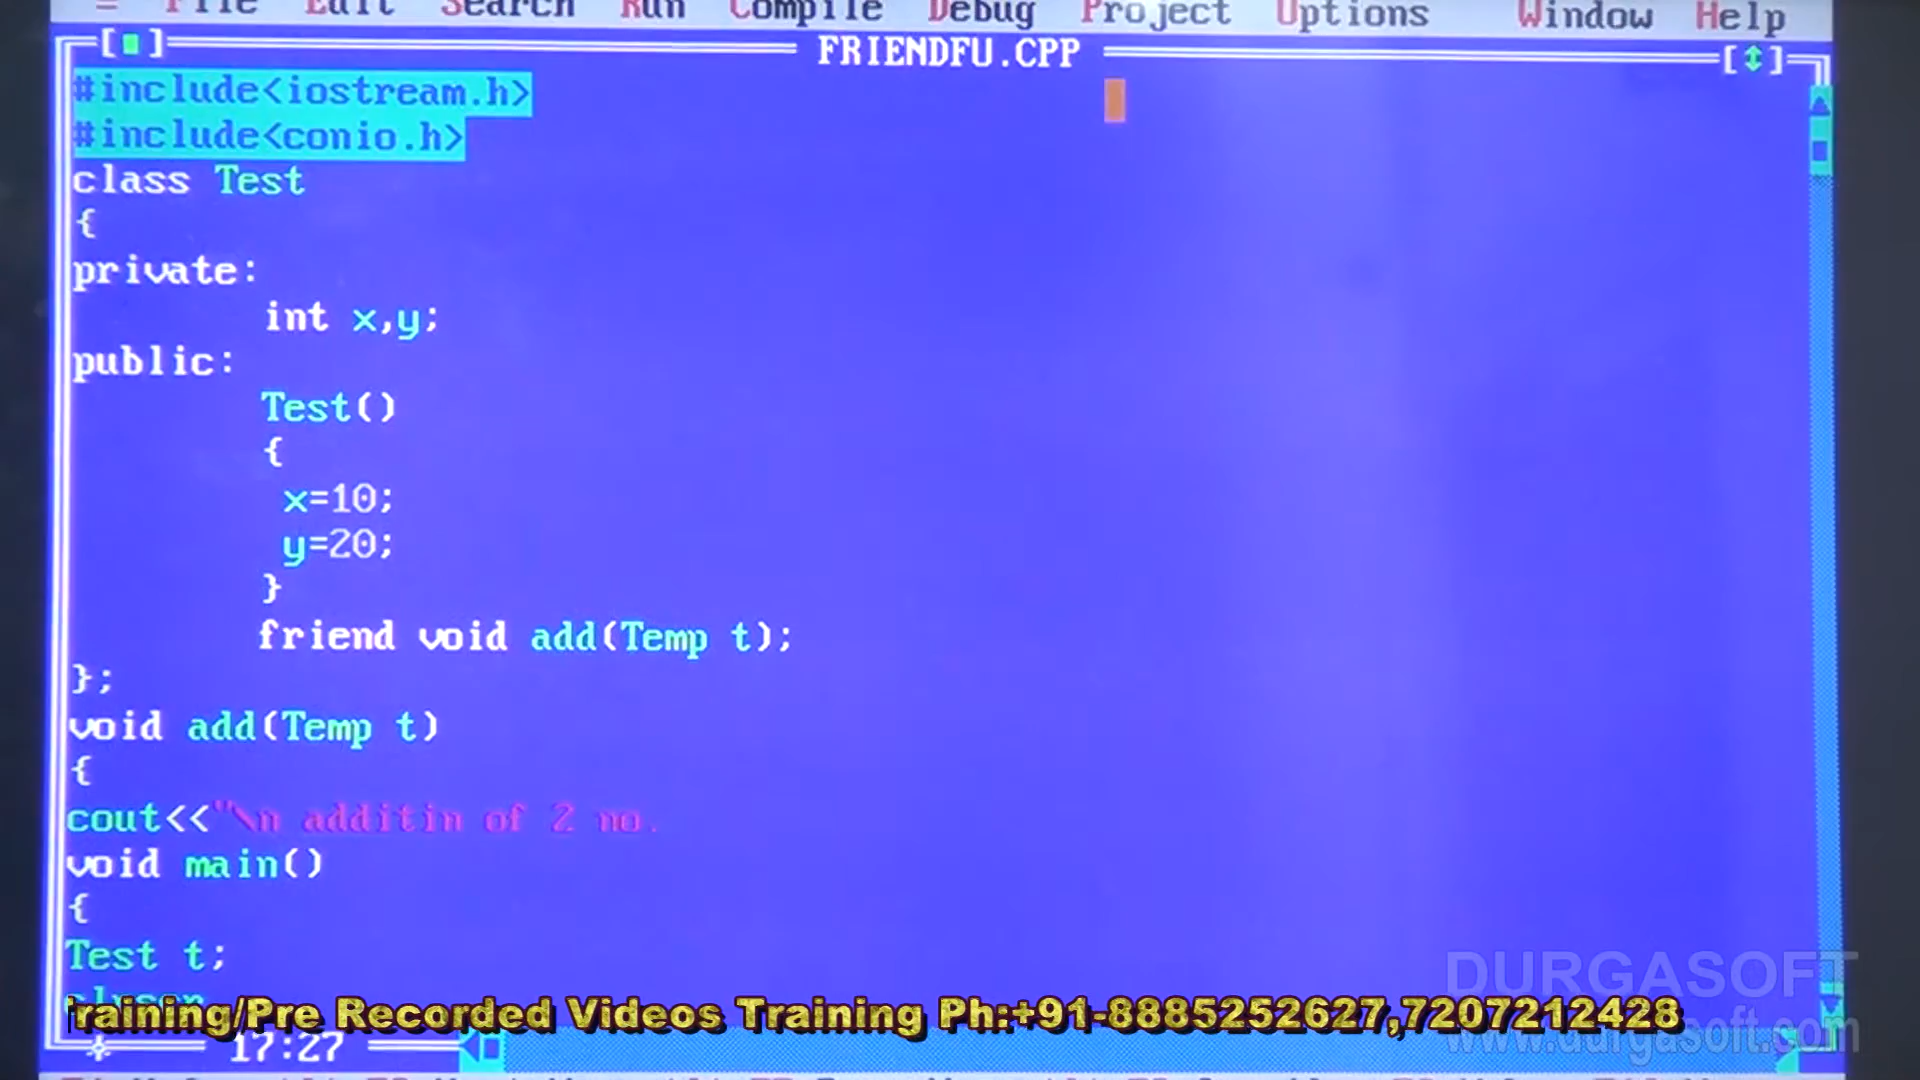 File Edit Search Run Compile Debug Project Options Window Help
FRIENDFU.CPP
#include<iostream.h>
#include<conio.h>
class Test
{
private:
int x,y;
public:
Test()
{
x=10;
y=20;
}
friend void add(Temp t);
};
void add(Temp t)
{
cout<<"\n additin of 2 no.
void main()
{
Test t;
raining/Pre Recorded Videos Training Ph:+91-8885252627,7207212428
DURGASOFT
www.durgasoft.com
17:27